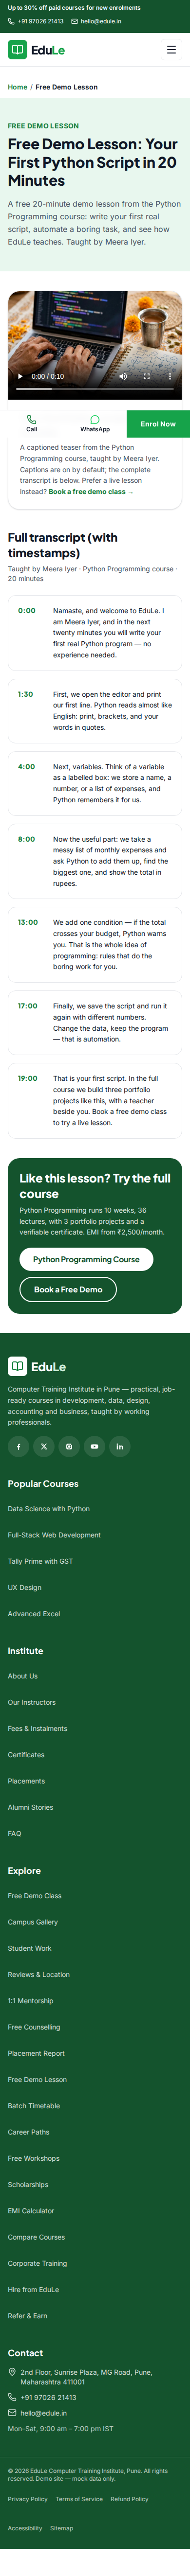 Up to 30% off paid courses for new enrolments
+91 97026 21413 hello@edule.in
EduLe
Home / Free Demo Lesson
FREE DEMO LESSON
Free Demo Lesson: Your
First Python Script in 20
Minutes
A free 20-minute demo lesson from the Python
Programming course: write your first real
script, automate a boring task, and see how
EduLe teaches. Taught by Meera Iyer.
0:00 / 0:10
Call
WhatsApp
Enrol Now
A captioned teaser from the Python
Programming course, taught by Meera Iyer.
Captions are on by default; the complete
transcript is below. Prefer a live lesson
instead? Book a free demo class →
Full transcript (with
timestamps)
Taught by Meera Iyer · Python Programming course ·
20 minutes
0:00 Namaste, and welcome to EduLe. I
am Meera Iyer, and in the next
twenty minutes you will write your
first real Python program — no
experience needed.
1:30 First, we open the editor and print
our first line. Python reads almost like
English: print, brackets, and your
words in quotes.
4:00 Next, variables. Think of a variable
as a labelled box: we store a name, a
number, or a list of expenses, and
Python remembers it for us.
8:00 Now the useful part: we take a
messy list of monthly expenses and
ask Python to add them up, find the
biggest one, and show the total in
rupees.
13:00 We add one condition — if the total
crosses your budget, Python warns
you. That is the whole idea of
programming: rules that do the
boring work for you.
17:00 Finally, we save the script and run it
again with different numbers.
Change the data, keep the program
— that is automation.
19:00 That is your first script. In the full
course we build three portfolio
projects like this, with a teacher
beside you. Book a free demo class
to try a live lesson.
Like this lesson? Try the full
course
Python Programming runs 10 weeks, 36
lectures, with 3 portfolio projects and a
verifiable certificate. EMI from ₹2,500/month.
Python Programming Course
Book a Free Demo
EduLe
Computer Training Institute in Pune — practical, job-
ready courses in development, data, design,
accounting and business, taught by working
professionals.
Popular Courses
Data Science with Python
Full-Stack Web Development
Tally Prime with GST
UX Design
Advanced Excel
Institute
About Us
Our Instructors
Fees & Instalments
Certificates
Placements
Alumni Stories
FAQ
Explore
Free Demo Class
Campus Gallery
Student Work
Reviews & Location
1:1 Mentorship
Free Counselling
Placement Report
Free Demo Lesson
Batch Timetable
Career Paths
Free Workshops
Scholarships
EMI Calculator
Compare Courses
Corporate Training
Hire from EduLe
Refer & Earn
Contact
2nd Floor, Sunrise Plaza, MG Road, Pune,
Maharashtra 411001
+91 97026 21413
hello@edule.in
Mon–Sat, 9:00 am – 7:00 pm IST
© 2026 EduLe Computer Training Institute, Pune. All rights
reserved. Demo site — mock data only.
Privacy Policy Terms of Service Refund Policy
Accessibility Sitemap